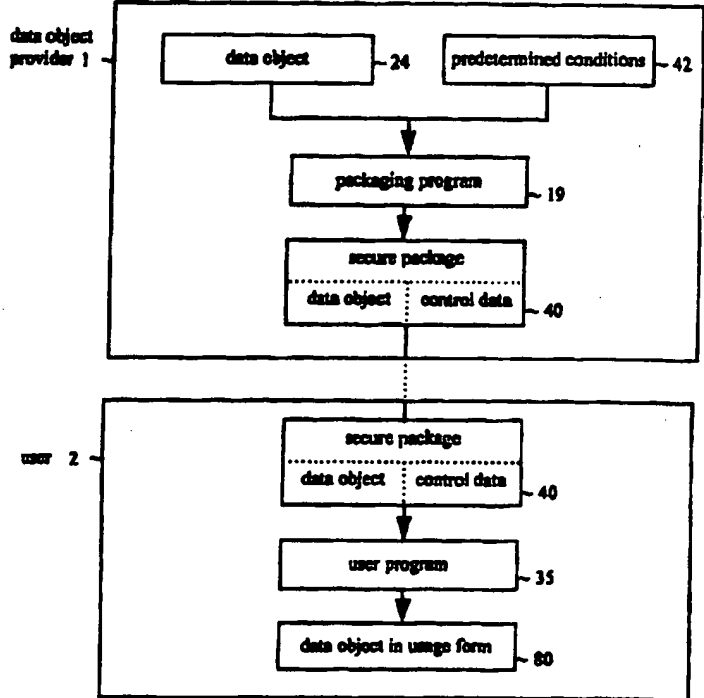 data object
provider 1
data object
24
predetermined conditions
42
packaging program
19
secure package
data object
control data
40
user 2
secure package
data object
control data
40
user program
35
data object in usage form
80